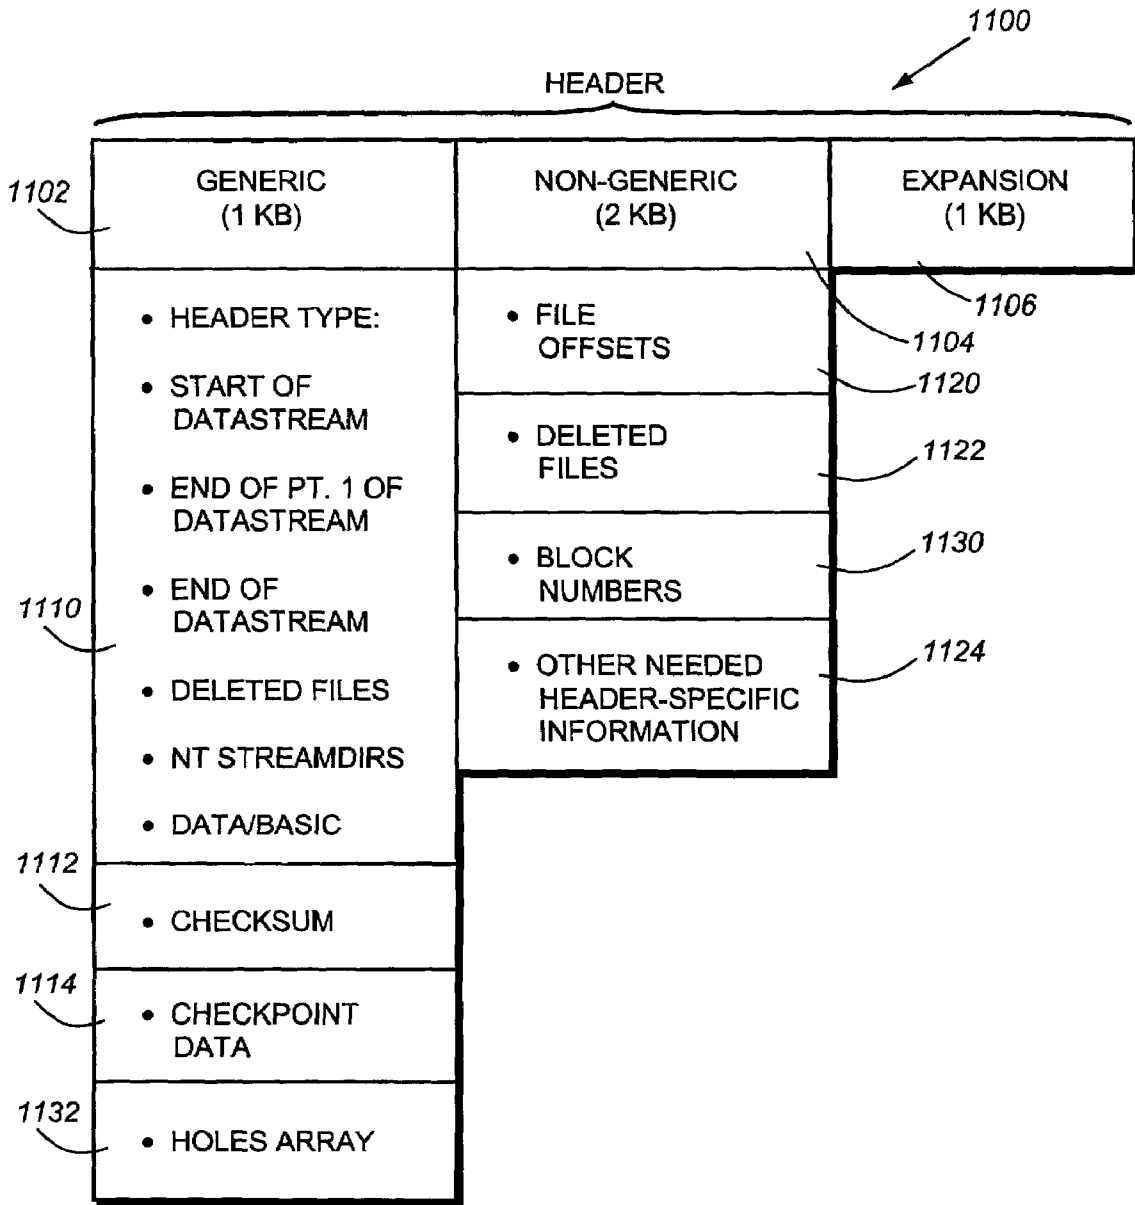 1100
HEADER
1102
GENERIC
(1 KB)
NON-GENERIC
(2 KB)
EXPANSION
(1 KB)
1106
1104
1110
• HEADER TYPE:
• START OF
DATASTREAM
• END OF PT. 1 OF
DATASTREAM
• END OF
DATASTREAM
• DELETED FILES
• NT STREAMDIRS
• DATA/BASIC
1112
• CHECKSUM
1114
• CHECKPOINT
DATA
1132
• HOLES ARRAY
• FILE
OFFSETS
1120
• DELETED
FILES
1122
• BLOCK
NUMBERS
1130
• OTHER NEEDED
HEADER-SPECIFIC
INFORMATION
1124